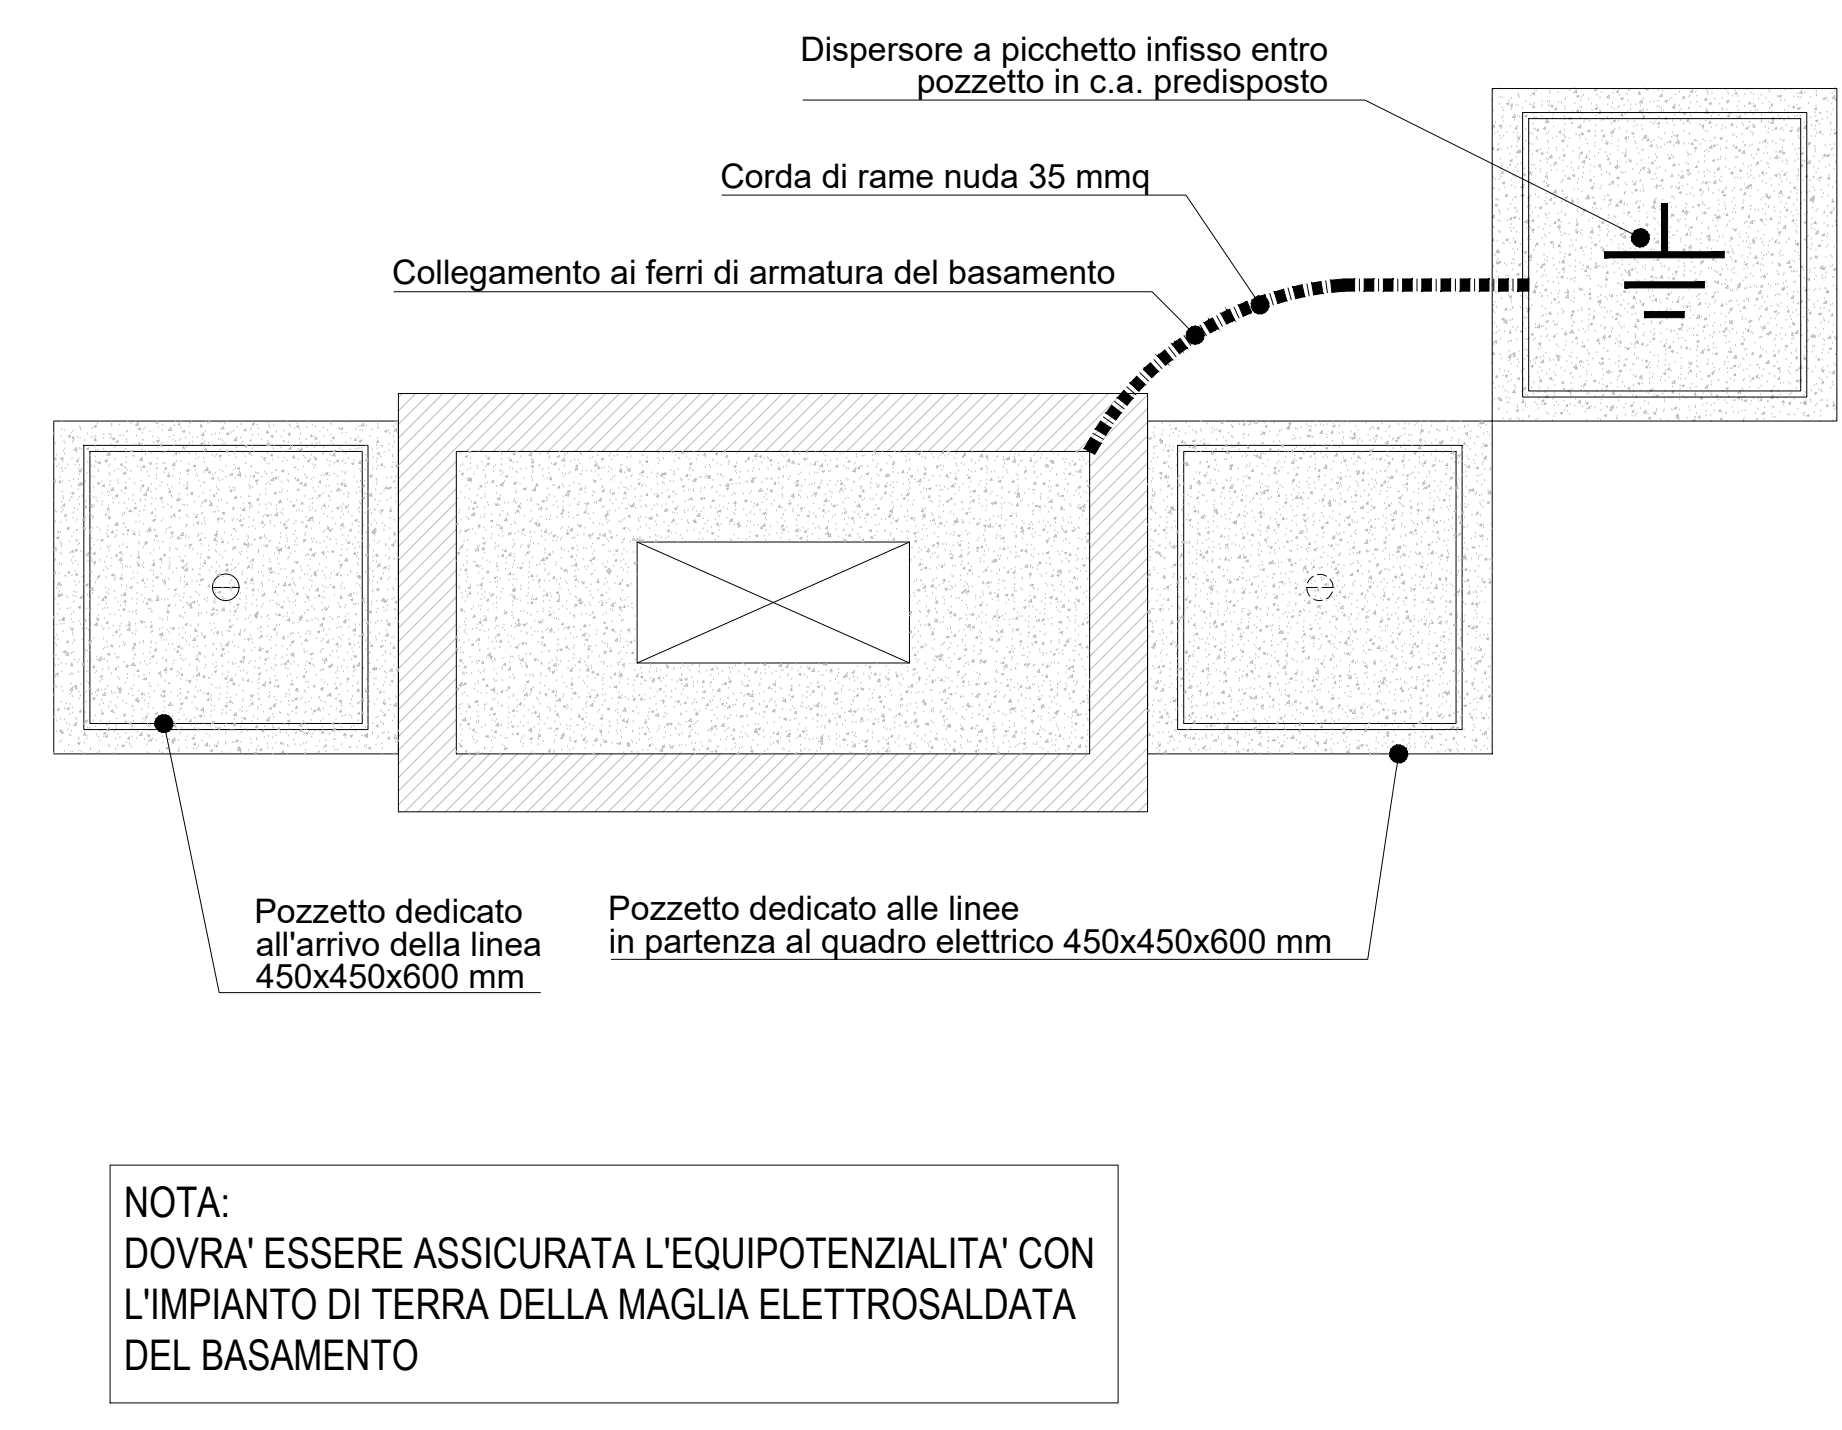 Dispersore a picchetto infisso entro
pozzetto in c.a. predisposto
Corda di rame nuda 35 mmq
Collegamento ai ferri di armatura del basamento
Pozzetto dedicato
all'arrivo della linea
450x450x600 mm
Pozzetto dedicato alle linee
in partenza al quadro elettrico 450x450x600 mm
NOTA:
DOVRA' ESSERE ASSICURATA L'EQUIPOTENZIALITA' CON
L'IMPIANTO DI TERRA DELLA MAGLIA ELETTROSALDATA
DEL BASAMENTO